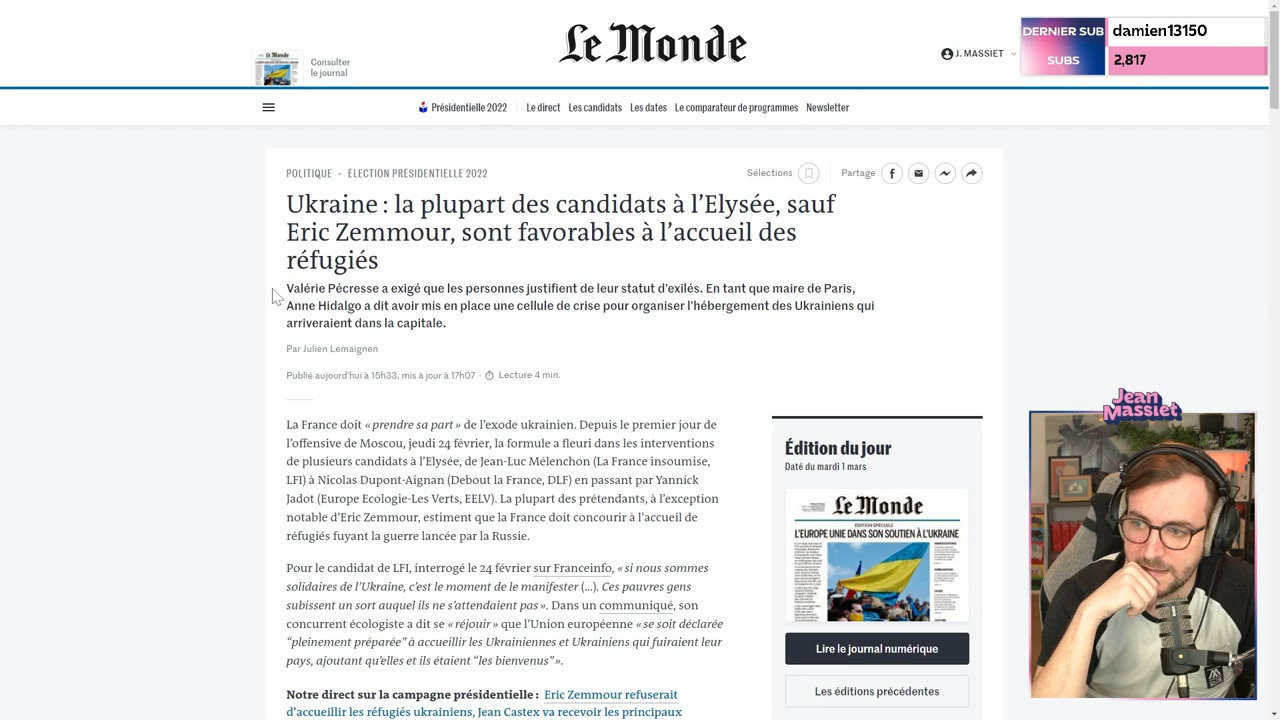 Le Monde
DERNIER SUB
damien13150
SUBS
2,817
Consulter
le journal
J. MASSIET
Présidentielle 2022
Le direct
Les candidats
Les dates
Le comparateur de programmes
Newsletter
POLITIQUE • ÉLECTION PRÉSIDENTIELLE 2022
Sélections
Partage
Ukraine : la plupart des candidats à l’Elysée, sauf
Eric Zemmour, sont favorables à l’accueil des
réfugiés
Valérie Pécresse a exigé que les personnes justifient de leur statut d’exilés. En tant que maire de Paris,
Anne Hidalgo a dit avoir mis en place une cellule de crise pour organiser l’hébergement des Ukrainiens qui
arriveraient dans la capitale.
Par Julien Lemaignen
Publié aujourd’hui à 15h33, mis à jour à 17h07 · Lecture 4 min.
La France doit « prendre sa part » de l’exode ukrainien. Depuis le premier jour de
l’offensive de Moscou, jeudi 24 février, la formule a fleuri dans les interventions
de plusieurs candidats à l’Elysée, de Jean-Luc Mélenchon (La France insoumise,
LFI) à Nicolas Dupont-Aignan (Debout la France, DLF) en passant par Yannick
Jadot (Europe Ecologie-Les Verts, EELV). La plupart des prétendants, à l’exception
notable d’Eric Zemmour, estiment que la France doit concourir à l’accueil de
réfugiés fuyant la guerre lancée par la Russie.
Pour le candidat de LFI, interrogé le 24 février sur Franceinfo, « si nous sommes
solidaires de l’Ukraine, c’est le moment de le manifester (…). Ces pauvres gens
subissent un sort auquel ils ne s’attendaient pas ». Dans un communiqué, son
concurrent écologiste a dit se « réjouir » que l’Union européenne « se soit déclarée
“pleinement préparée” à accueillir les Ukrainiennes et Ukrainiens qui fuiraient leur
pays, ajoutant qu’elles et ils étaient “les bienvenus” ».
Notre direct sur la campagne présidentielle : Eric Zemmour refuserait
d’accueillir les réfugiés ukrainiens, Jean Castex va recevoir les principaux
Édition du jour
Daté du mardi 1 mars
Le Monde
ÉDITION SPÉCIALE
L’EUROPE UNIE DANS SON SOUTIEN À L’UKRAINE
Lire le journal numérique
Les éditions précédentes
Jean
Massiet